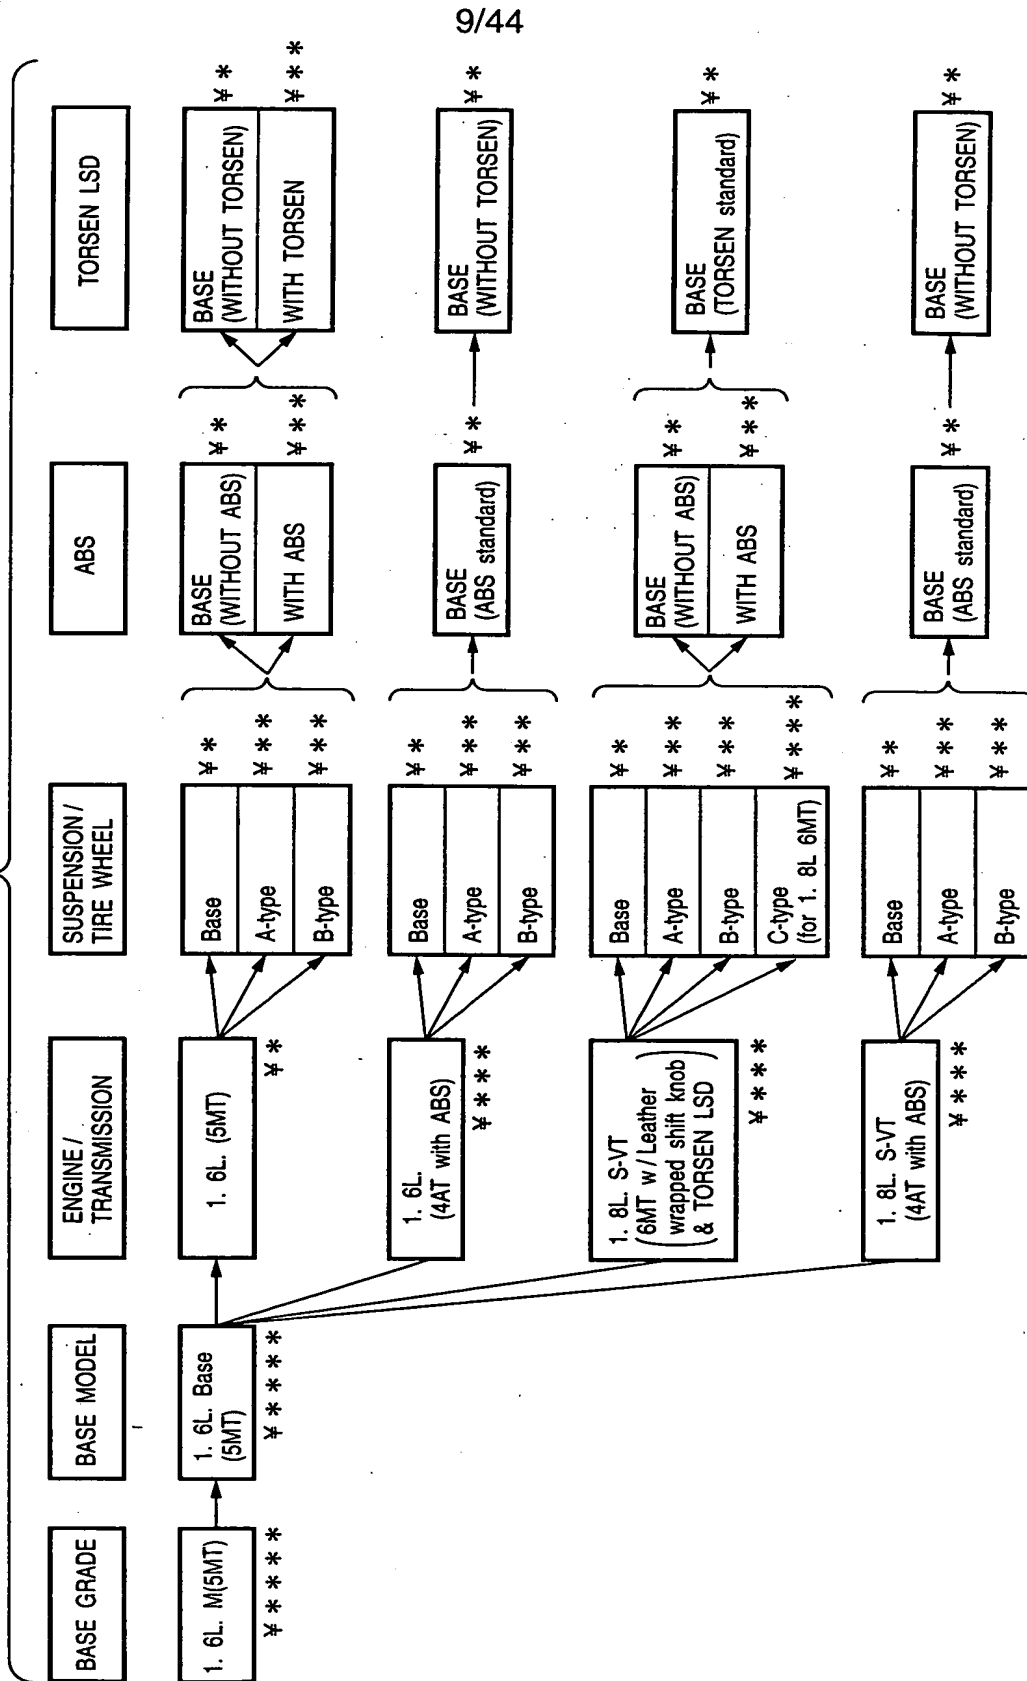 9/44
BASE GRADE
BASE MODEL
ENGINE /
TRANSMISSION
SUSPENSION /
TIRE WHEEL
ABS
TORSEN LSD
1. 6L. M(5MT)
¥ * * * * *
1. 6L. Base
(5MT)
¥ * * * * *
1. 6L. (5MT)
¥ *
Base
¥ *
A-type
¥ * *
B-type
¥ * *
BASE
(WITHOUT ABS)
¥ *
WITH ABS
¥ * *
BASE
(WITHOUT TORSEN)
¥ *
WITH TORSEN
¥ * *
1. 6L.
(4AT with ABS)
¥ * * *
Base
¥ *
A-type
¥ * *
B-type
¥ * *
BASE
(ABS standard)
¥ *
BASE
(WITHOUT TORSEN)
¥ *
1. 8L. S-VT
(6MT w / Leather
wrapped shift knob
& TORSEN LSD)
¥ * * *
Base
¥ *
A-type
¥ * *
B-type
¥ * *
C-type
(for 1. 8L 6MT)
¥ * * *
BASE
(WITHOUT ABS)
¥ *
WITH ABS
¥ * *
BASE
(TORSEN standard)
¥ *
1. 8L. S-VT
(4AT with ABS)
¥ * * *
Base
¥ *
A-type
¥ * *
B-type
¥ * *
BASE
(ABS standard)
¥ *
BASE
(WITHOUT TORSEN)
¥ *